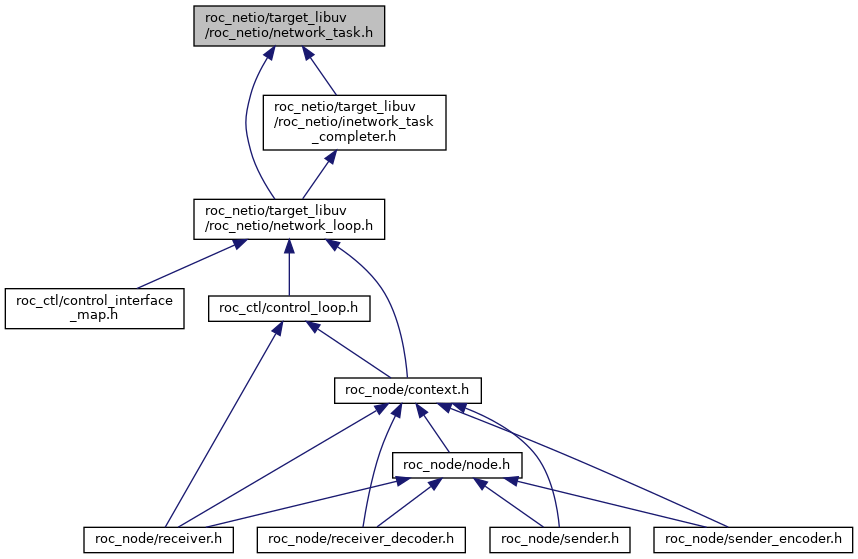 roc_netio/target_libuv
/roc_netio/network_task.h
roc_netio/target_libuv
/roc_netio/inetwork_task
_completer.h
roc_netio/target_libuv
/roc_netio/network_loop.h
roc_ctl/control_interface
_map.h
roc_ctl/control_loop.h
roc_node/context.h
roc_node/node.h
roc_node/receiver.h
roc_node/receiver_decoder.h
roc_node/sender.h
roc_node/sender_encoder.h